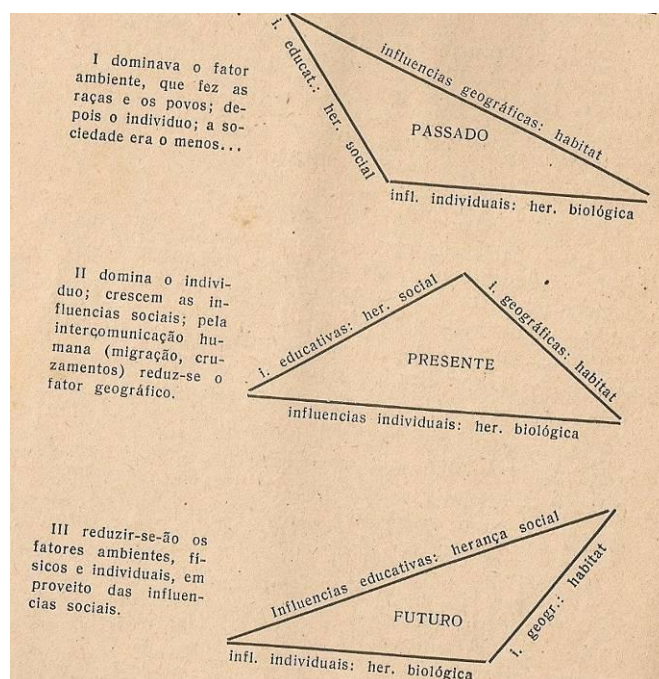 I dominava o fator
ambiente, que fez as
raças e os povos; de-
pois o individuo; a so-
ciedade era o menos...
i. educat.: her. social
influencias geográficas: habitat
PASSADO
infl. individuais: her. biológica
II domina o indivi-
duo; crescem as in-
fluencias sociais; pela
intercomunicação hu-
mana (migração, cru-
zamentos) reduz-se o
fator geográfico.
i. educativas: her. social
i. geográficas: habitat
PRESENTE
influencias individuais: her. biológica
III reduzir-se-ão os
fatores ambientes, fí-
sicos e individuais, em
proveito das influen-
cias sociais.
Influencias educativas: herança social
FUTURO
i. geogr.: habitat
infl. individuais: her. biológica